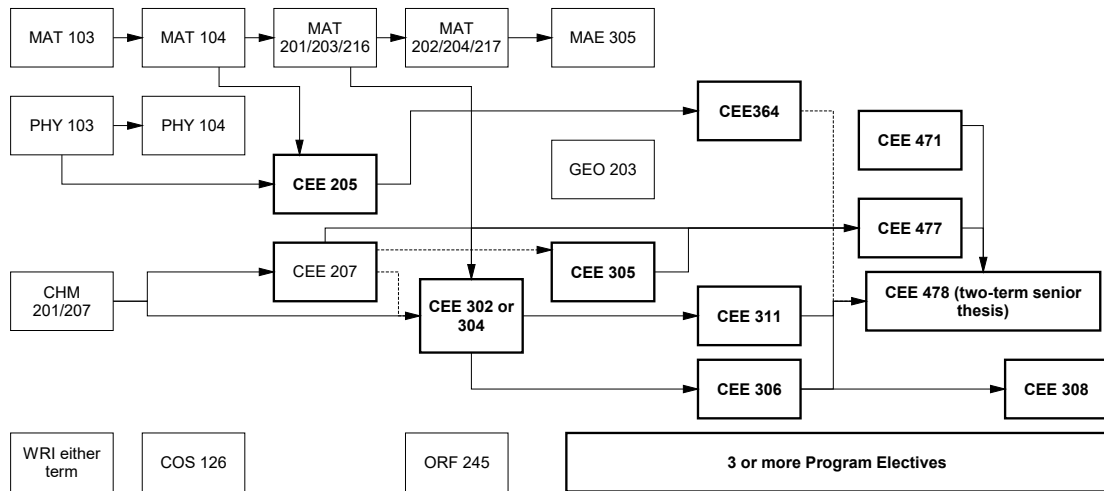 MAT 103
MAT 104
MAT
201/203/216
MAT
202/204/217
MAE 305
PHY 103
PHY 104
CEE364
CEE 471
CEE 205
GEO 203
CEE 477
CEE 207
CEE 305
CHM
201/207
CEE 302 or
304
CEE 311
CEE 478 (two-term senior
thesis)
CEE 306
CEE 308
WRI either
term
COS 126
ORF 245
3 or more Program Electives